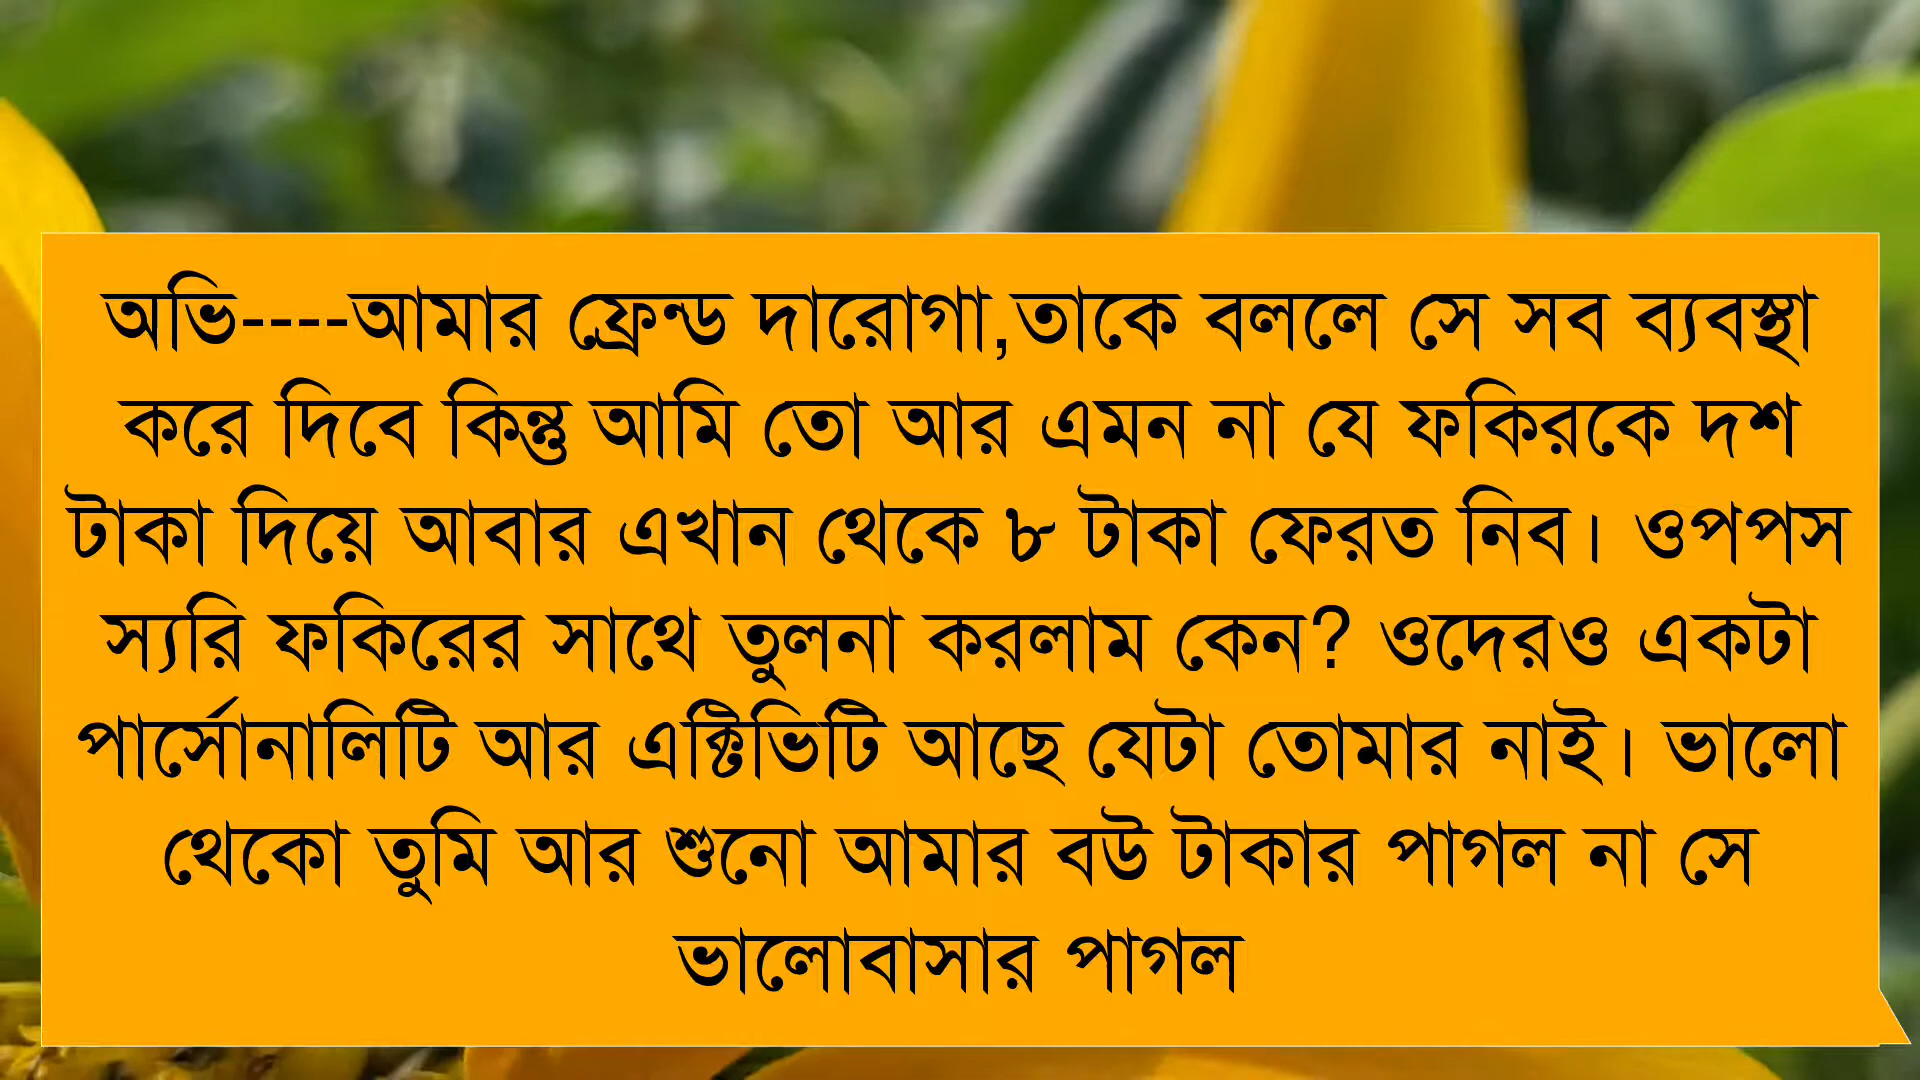 অভি----আমার ফ্রেন্ড দারোগা,তাকে বললে সে সব ব্যবস্থা
করে দিবে কিন্তু আমি তো আর এমন না যে ফকিরকে দশ
টাকা দিয়ে আবার এখান থেকে ৮ টাকা ফেরত নিব। ওপপস
স্যরি ফকিরের সাথে তুলনা করলাম কেন? ওদেরও একটা
পার্সোনালিটি আর এক্টিভিটি আছে যেটা তোমার নাই। ভালো
থেকো তুমি আর শুনো আমার বউ টাকার পাগল না সে
ভালোবাসার পাগল